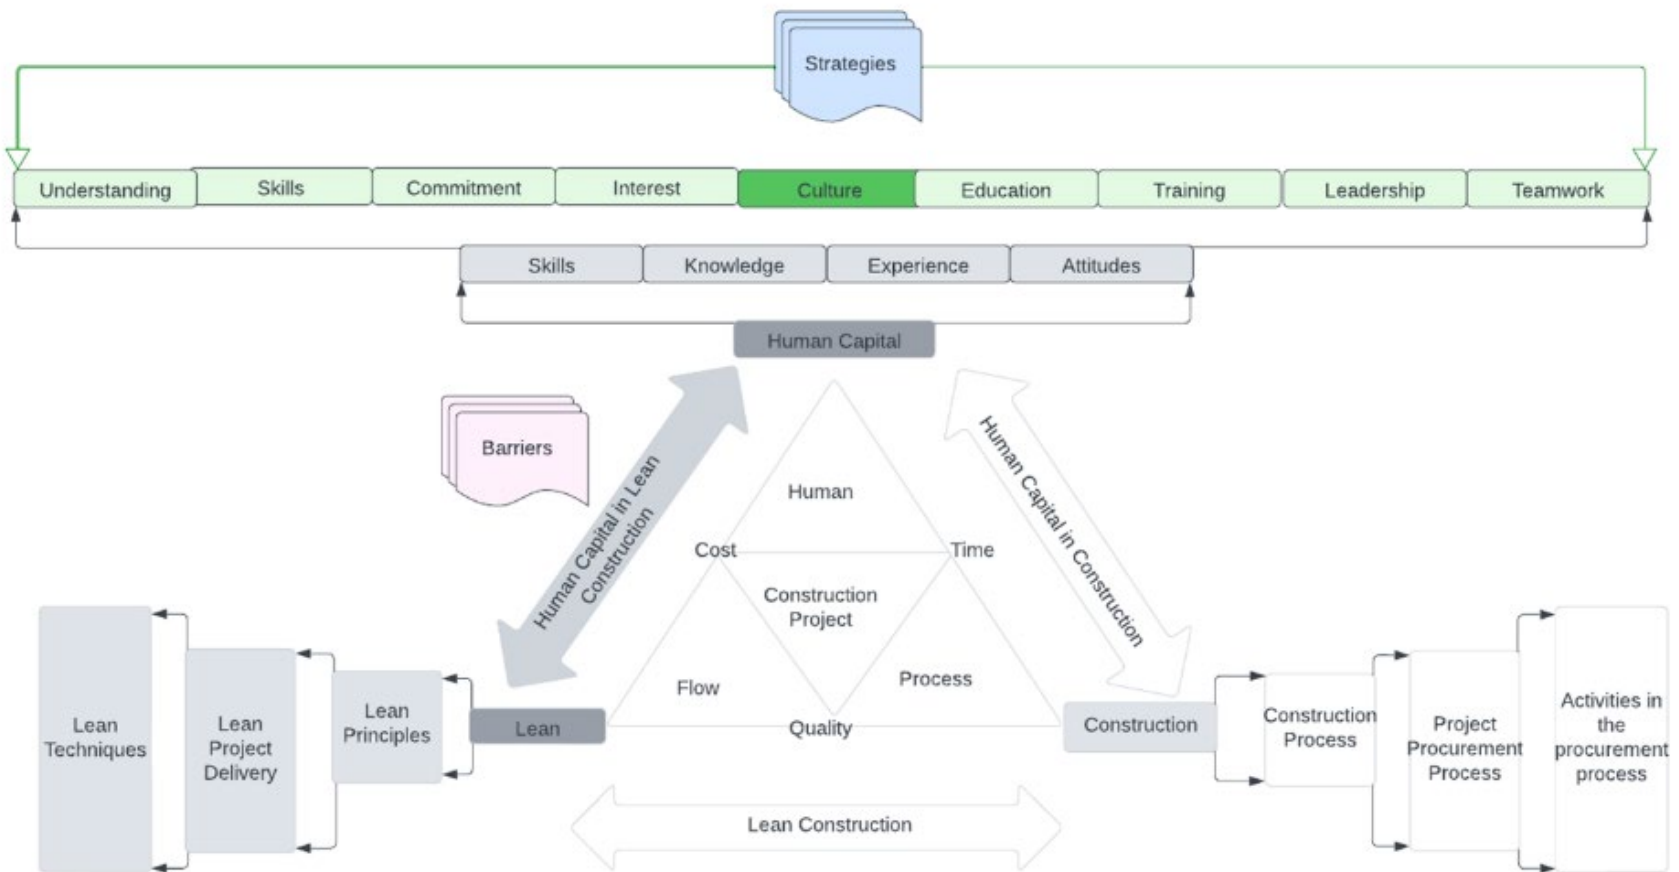 Strategies
Understanding
Skills
Commitment
Interest
Culture
Education
Training
Leadership
Teamwork
Skills
Knowledge
Experience
Attitudes
Human Capital
Barriers
Human Capital in Lean
Construction
Human Capital in Construction
Human
Cost
Time
Construction
Project
Flow
Process
Quality
Lean
Techniques
Lean
Project
Delivery
Lean
Principles
Lean
Construction
Construction
Process
Project
Procurement
Process
Activities in
the
procurement
process
Lean Construction